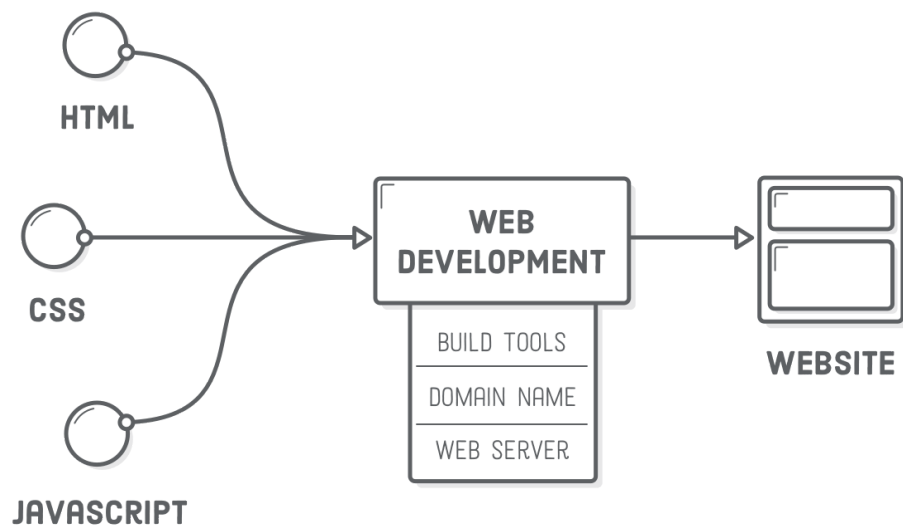 HTML
CSS
JAVASCRIPT
WEB
DEVELOPMENT
BUILD TOOLS
DOMAIN NAME
WEB SERVER
WEBSITE